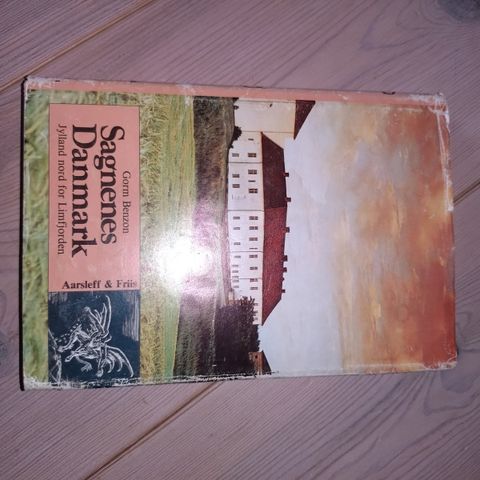 Gorm Benzon
Sagnenes
Danmark
Jylland nord for Limfjorden
Aarsleff & Friis